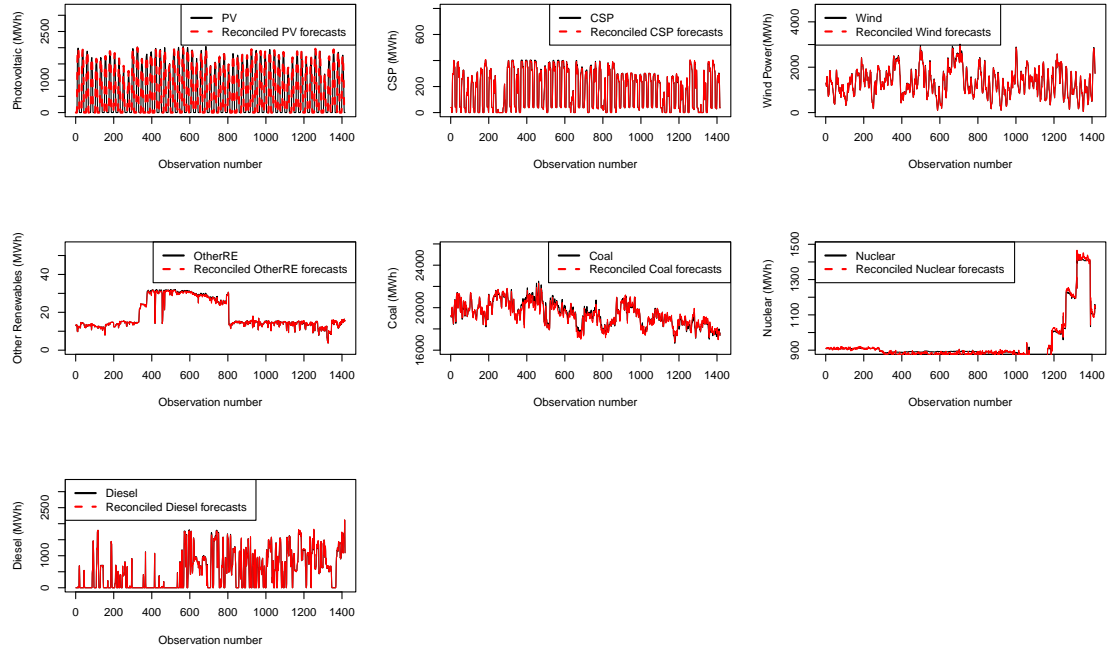 PV
Reconciled PV forecasts
Photovoltaic (MWh)
0 1000 2500
0 200 400 600 800 1000 1200 1400
Observation number
CSP
Reconciled CSP forecasts
CSP (MWh)
0 200 600
0 200 400 600 800 1000 1200 1400
Observation number
Wind
Reconciled Wind forecasts
Wind Power(MWh)
0 2000 4000
0 200 400 600 800 1000 1200 1400
Observation number
OtherRE
Reconciled OtherRE forecasts
Other Renewables (MWh)
0 20 40
0 200 400 600 800 1000 1200 1400
Observation number
Coal
Reconciled Coal forecasts
Coal (MWh)
16000 20000 24000
0 200 400 600 800 1000 1200 1400
Observation number
Nuclear
Reconciled Nuclear forecasts
Nuclear (MWh)
900 1100 1300 1500
0 200 400 600 800 1000 1200 1400
Observation number
Diesel
Reconciled Diesel forecasts
Diesel (MWh)
0 1000 2500
0 200 400 600 800 1000 1200 1400
Observation number